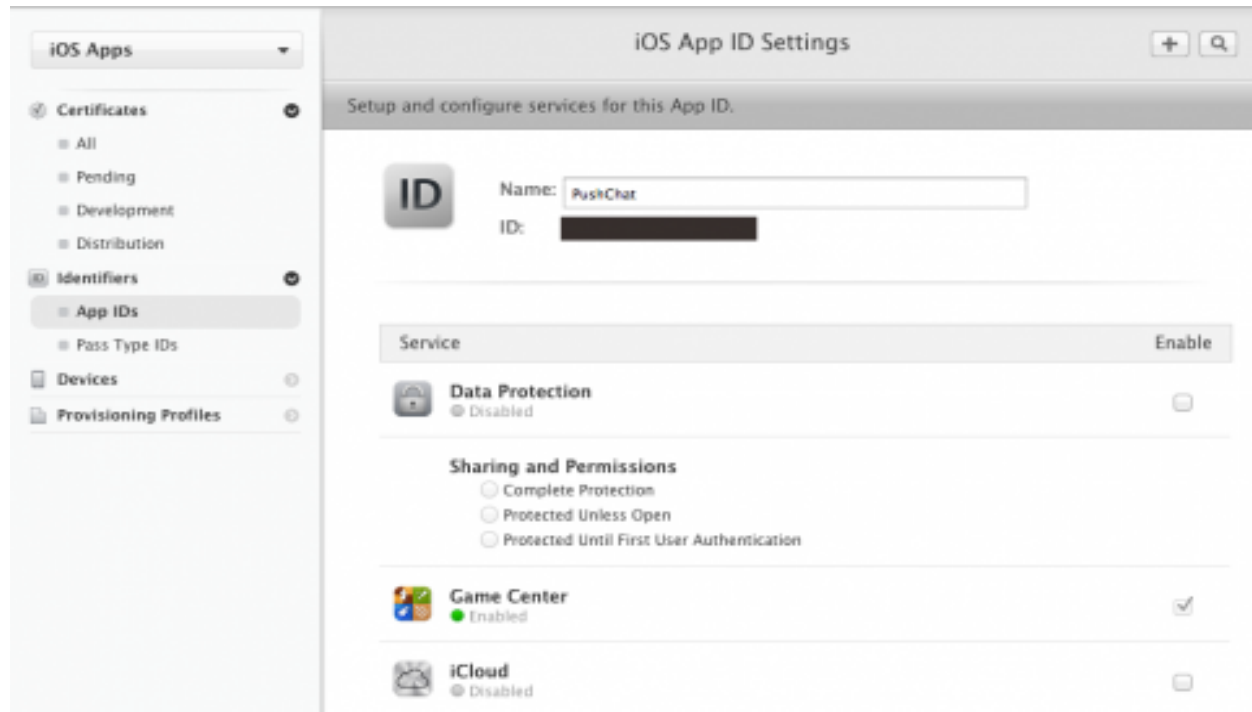 iOS Apps
iOS App ID Settings
Certificates
Setup and configure services for this App ID.
All
Pending
Development
Distribution
Identifiers
App IDs
Pass Type IDs
Devices
Provisioning Profiles
ID
Name: PushChat
ID:
Service Enable
Data Protection
Disabled
Sharing and Permissions
Complete Protection
Protected Unless Open
Protected Until First User Authentication
Game Center
Enabled
iCloud
Disabled